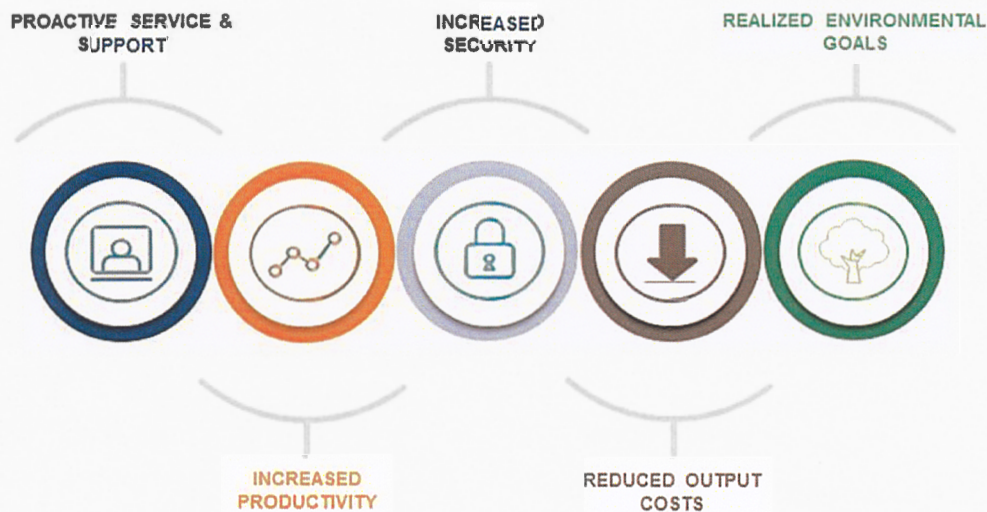 PROACTIVE SERVICE &
SUPPORT
INCREASED
SECURITY
REALIZED ENVIRONMENTAL
GOALS
INCREASED
PRODUCTIVITY
REDUCED OUTPUT
COSTS